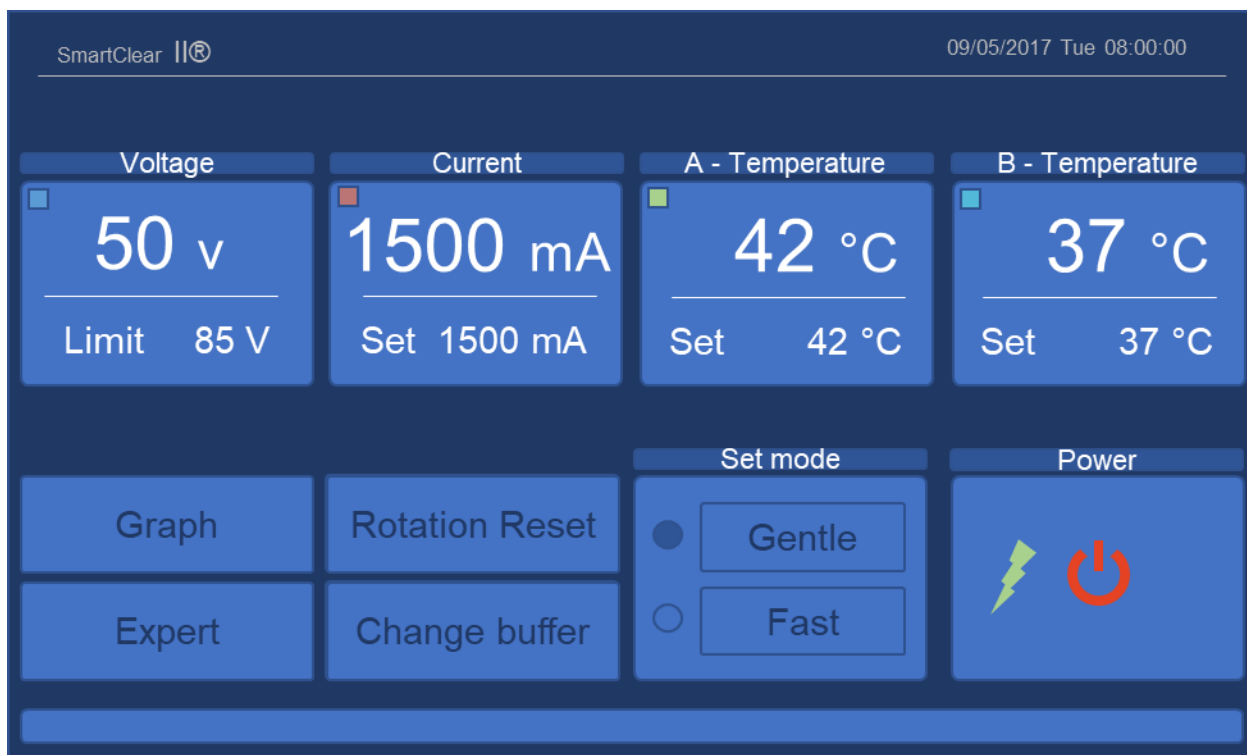 SmartClear II®
09/05/2017 Tue 08:00:00
Voltage
50 v
Limit 85 V
Current
1500 mA
Set 1500 mA
A - Temperature
42 °C
Set 42 °C
B - Temperature
37 °C
Set 37 °C
Graph
Rotation Reset
Expert
Change buffer
Set mode
Gentle
Fast
Power